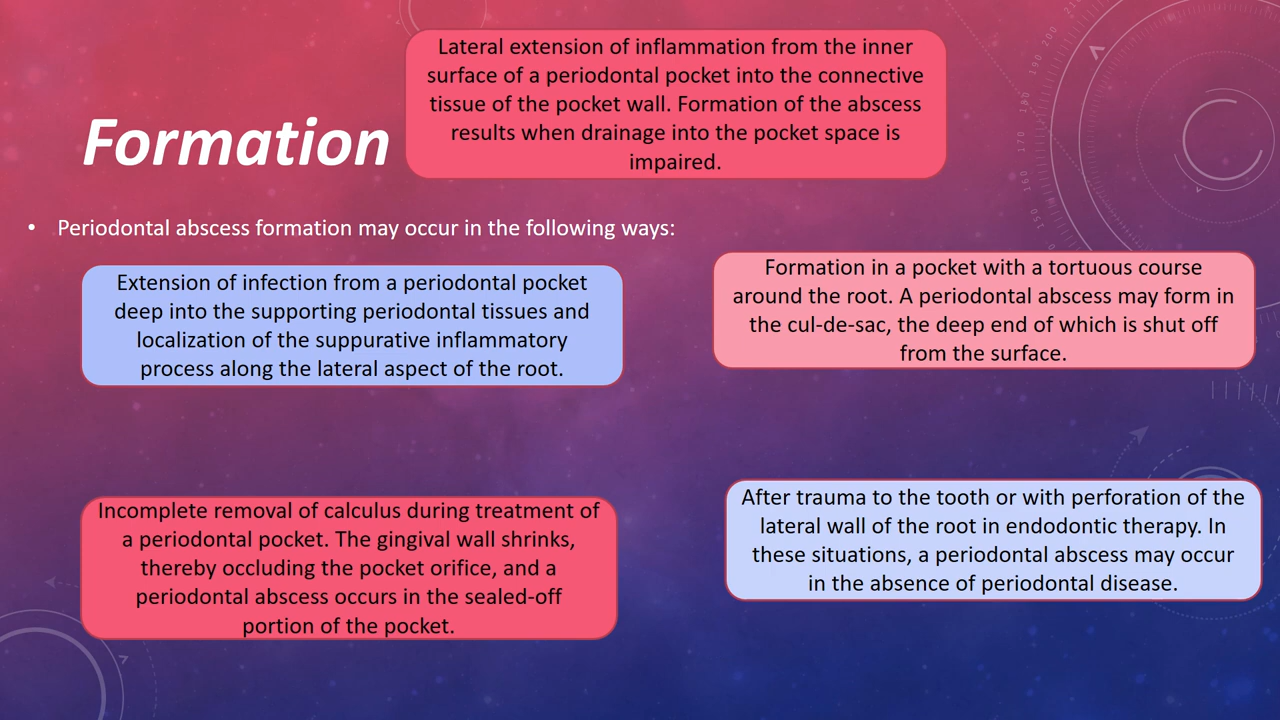 Lateral extension of inflammation from the inner
surface of a periodontal pocket into the connective
tissue of the pocket wall. Formation of the abscess
results when drainage into the pocket space is
impaired.
Formation
• Periodontal abscess formation may occur in the following ways:
Extension of infection from a periodontal pocket
deep into the supporting periodontal tissues and
localization of the suppurative inflammatory
process along the lateral aspect of the root.
Formation in a pocket with a tortuous course
around the root. A periodontal abscess may form in
the cul-de-sac, the deep end of which is shut off
from the surface.
Incomplete removal of calculus during treatment of
a periodontal pocket. The gingival wall shrinks,
thereby occluding the pocket orifice, and a
periodontal abscess occurs in the sealed-off
portion of the pocket.
After trauma to the tooth or with perforation of the
lateral wall of the root in endodontic therapy. In
these situations, a periodontal abscess may occur
in the absence of periodontal disease.
150
160
170
180
190
200